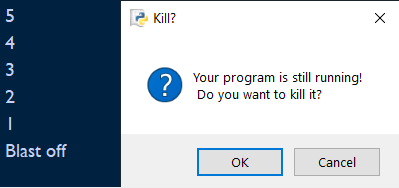 5
4
3
2
1
Blast off
Kill?
Your program is still running!
Do you want to kill it?
OK
Cancel